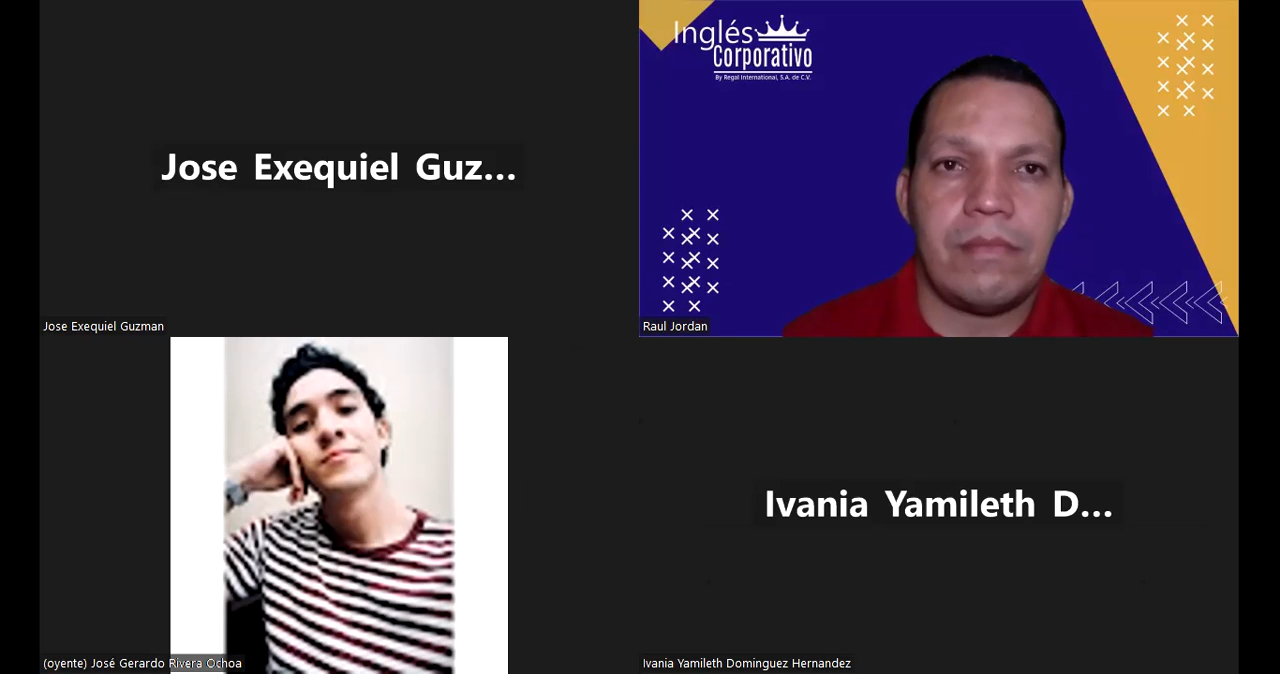 Jose Exequiel Guz...
Jose Exequiel Guzman
Inglés
Corporativo
By Regal International, S.A. de C.V.
Raul Jordan
(oyente) José Gerardo Rivera Ochoa
Ivania Yamileth D...
Ivania Yamileth Dominguez Hernandez